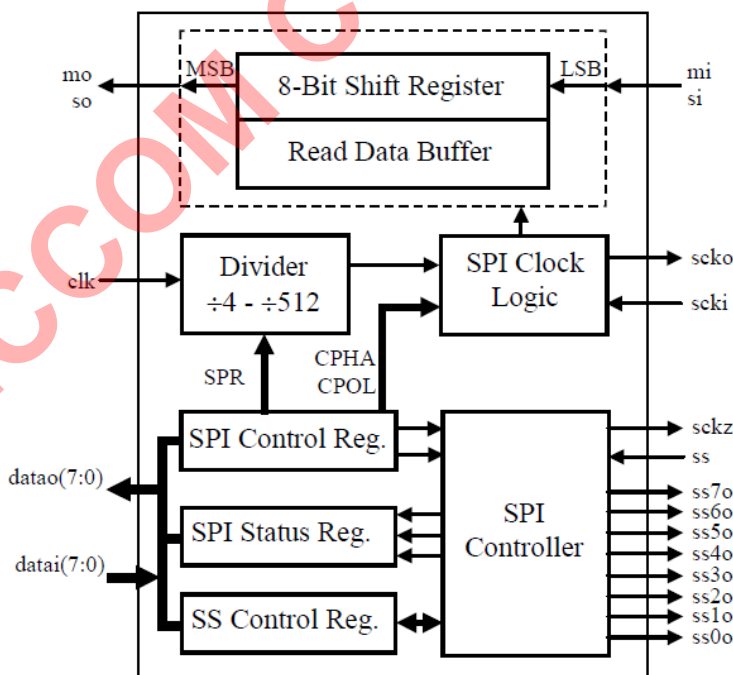 mo
so
MSB
8-Bit Shift Register
LSB
mi
si
Read Data Buffer
clk
Divider
÷4 - ÷512
SPI Clock
Logic
scko
scki
SPR
CPHA
CPOL
SPI Control Reg.
sckz
ss
datao(7:0)
SPI Status Reg.
SPI
Controller
ss7o
ss6o
ss5o
ss4o
ss3o
ss2o
ss1o
ss0o
datai(7:0)
SS Control Reg.
CCOM C